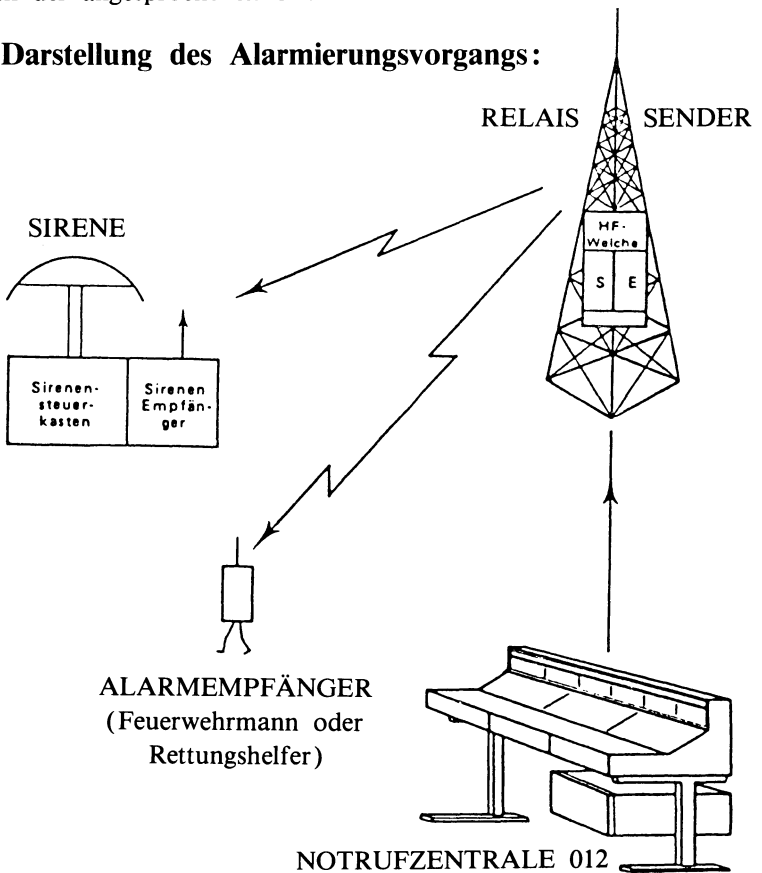 Darstellung des Alarmierungsvorgangs:
RELAIS SENDER
HF-
Weiche
S E
SIRENE
Sirenen-
steuer-
kasten
Sirenen
Empfän-
ger
ALARMEMPFÄNGER
(Feuerwehrmann oder
Rettungshelfer)
NOTRUFZENTRALE 012